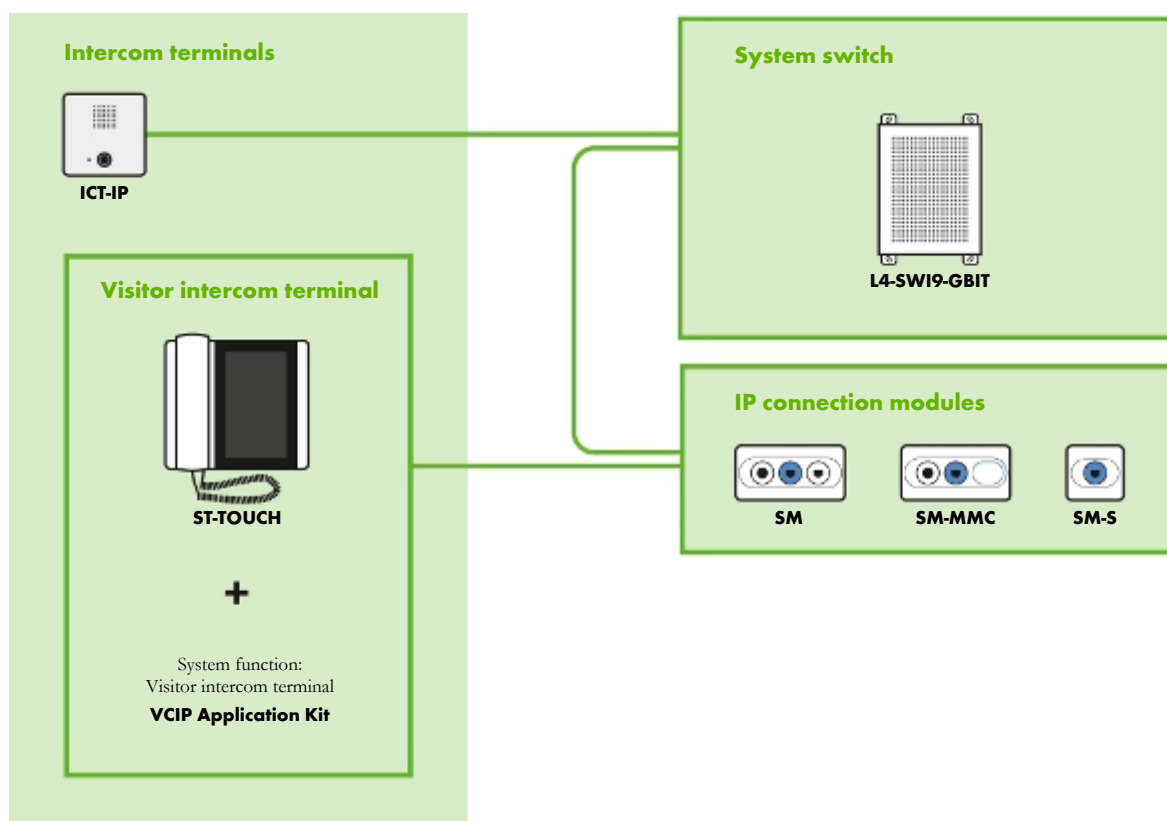 Intercom terminals
ICT-IP
Visitor intercom terminal
ST-TOUCH
+
System function:
Visitor intercom terminal
VCIP Application Kit
System switch
L4-SWI9-GBIT
IP connection modules
SM
SM-MMC
SM-S